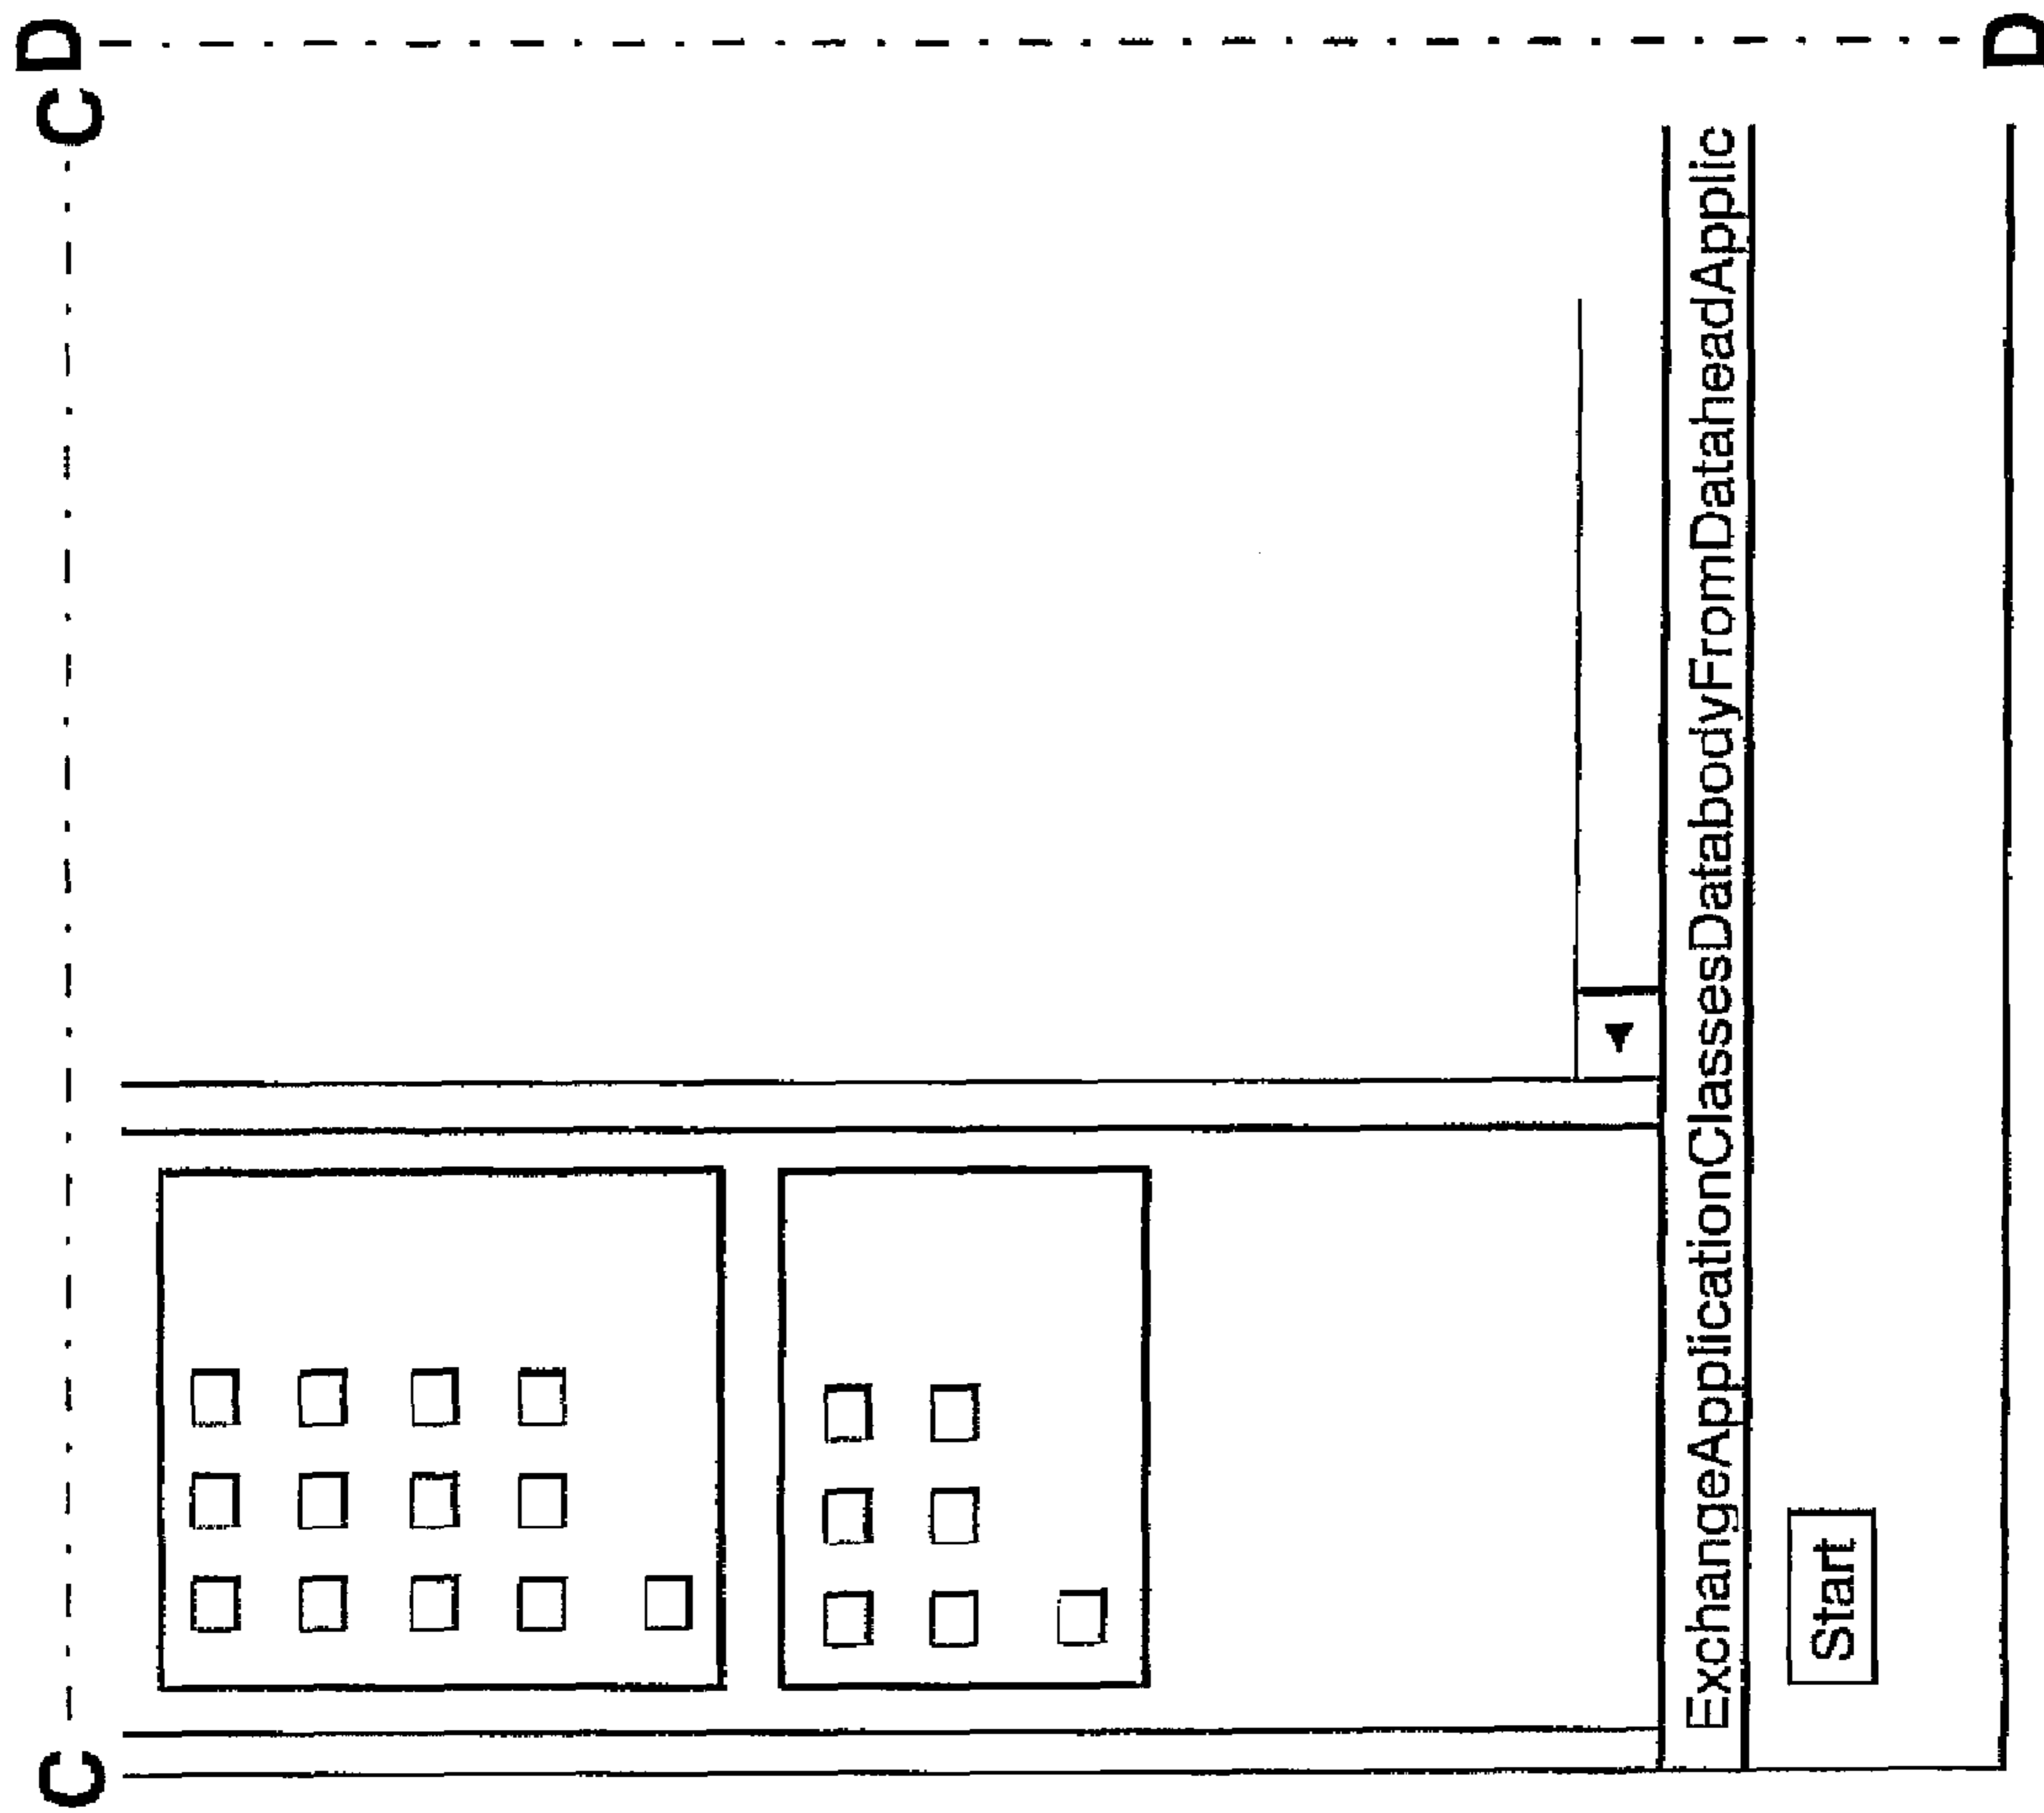 C C D
ExchangeApplicationClassesDatabodyFromDataheadApplic
Start
D